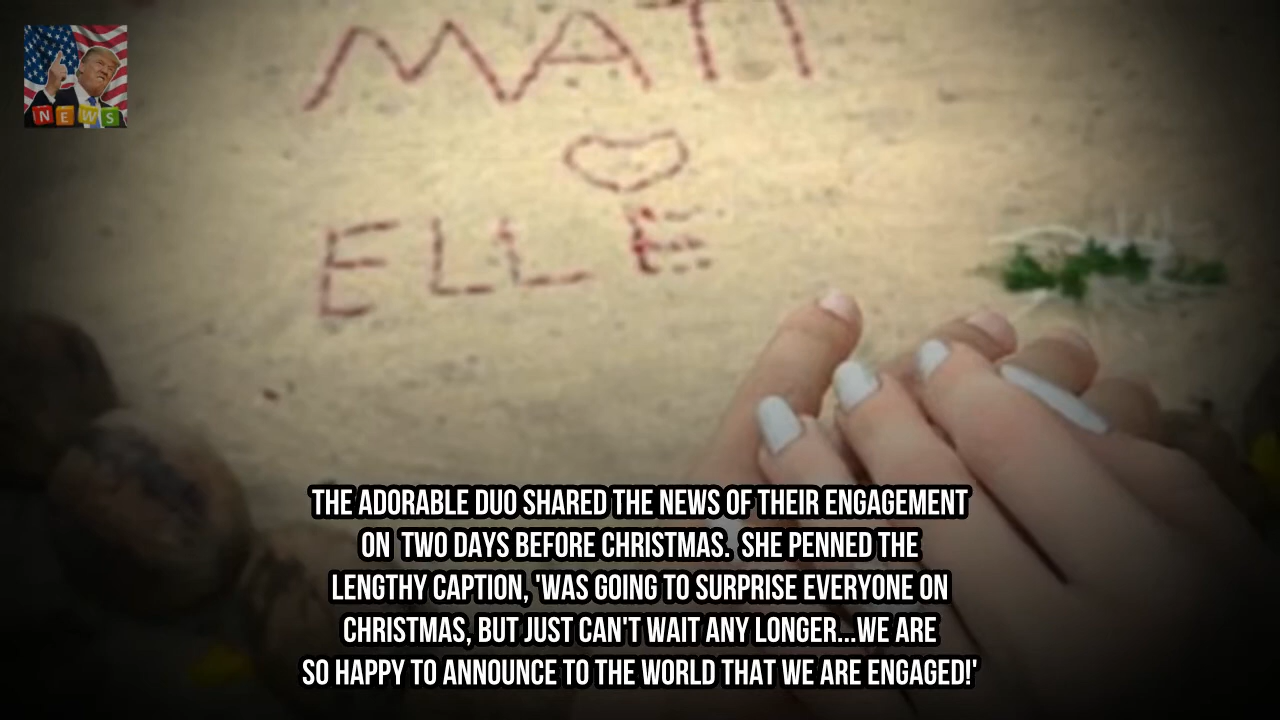 NEWS
MATI
ELLE
THE ADORABLE DUO SHARED THE NEWS OF THEIR ENGAGEMENT
ON TWO DAYS BEFORE CHRISTMAS. SHE PENNED THE
LENGTHY CAPTION, 'WAS GOING TO SURPRISE EVERYONE ON
CHRISTMAS, BUT JUST CAN'T WAIT ANY LONGER...WE ARE
SO HAPPY TO ANNOUNCE TO THE WORLD THAT WE ARE ENGAGED!'